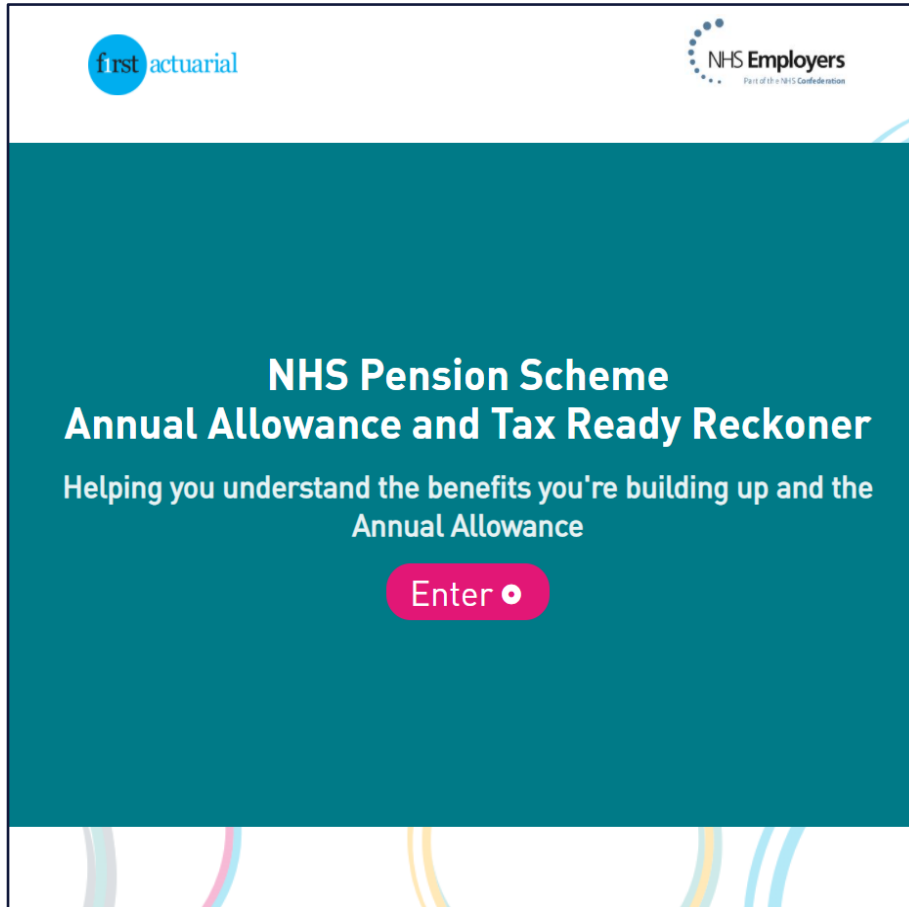 f1rst actuarial
NHS Employers
Part of the NHS Confederation
NHS Pension Scheme
Annual Allowance and Tax Ready Reckoner
Helping you understand the benefits you're building up and the
Annual Allowance
Enter